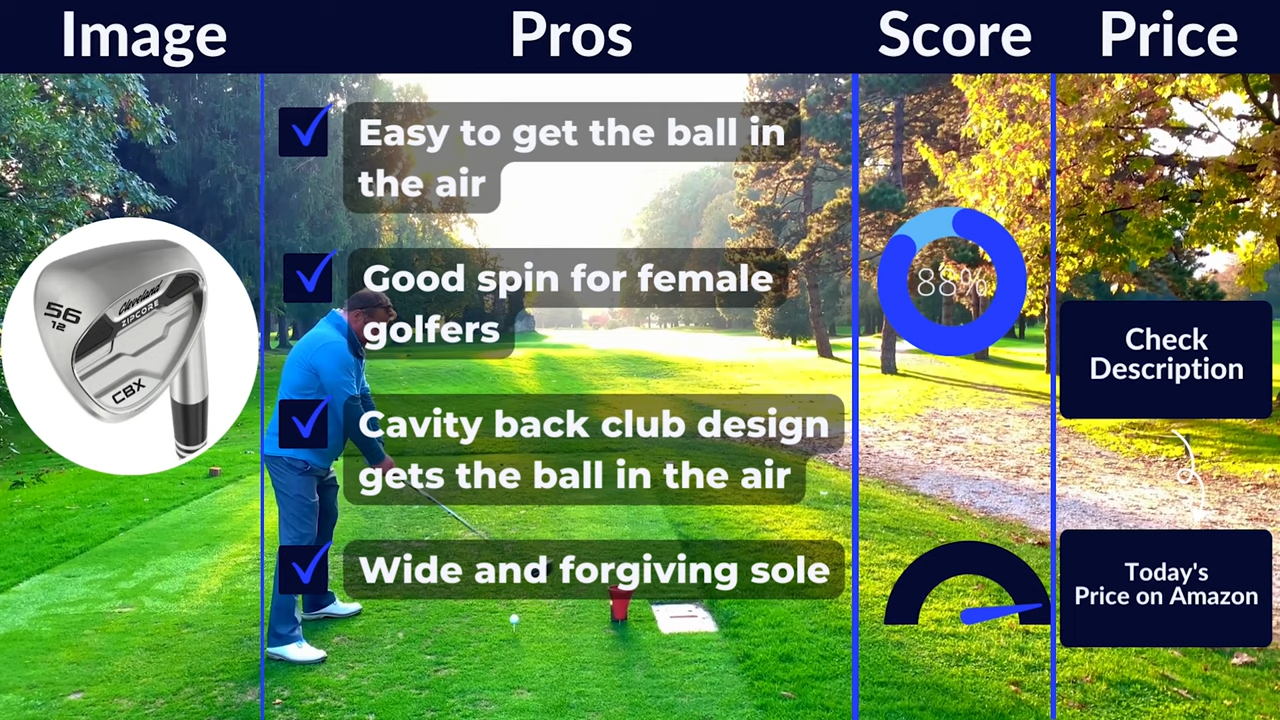 Image
Pros
Score
Price
Easy to get the ball in
the air
Good spin for female
golfers
Cavity back club design
gets the ball in the air
Wide and forgiving sole
56
12
Cleveland
ZIPCORE
CBX
88%
Check
Description
Today's
Price on Amazon